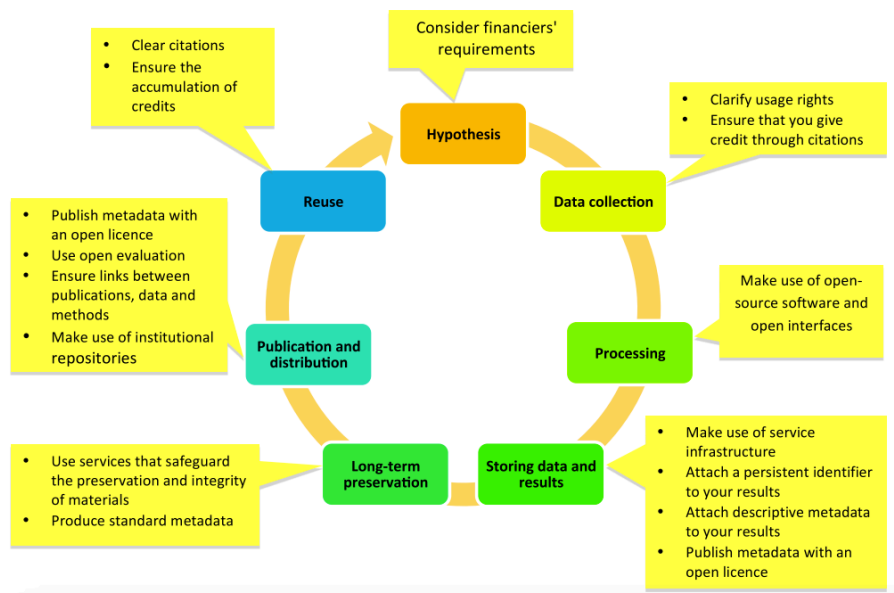 Consider financiers'
requirements
Hypothesis
• Clarify usage rights
• Ensure that you give
credit through citations
Data collection
Make use of open-
source software and
open interfaces
Processing
• Make use of service
infrastructure
• Attach a persistent identifier
to your results
• Attach descriptive metadata
to your results
• Publish metadata with an
open licence
Storing data and
results
• Use services that safeguard
the preservation and integrity
of materials
• Produce standard metadata
Long-term
preservation
• Publish metadata with
an open licence
• Use open evaluation
• Ensure links between
publications, data and
methods
• Make use of institutional
repositories
Publication and
distribution
• Clear citations
• Ensure the
accumulation of
credits
Reuse